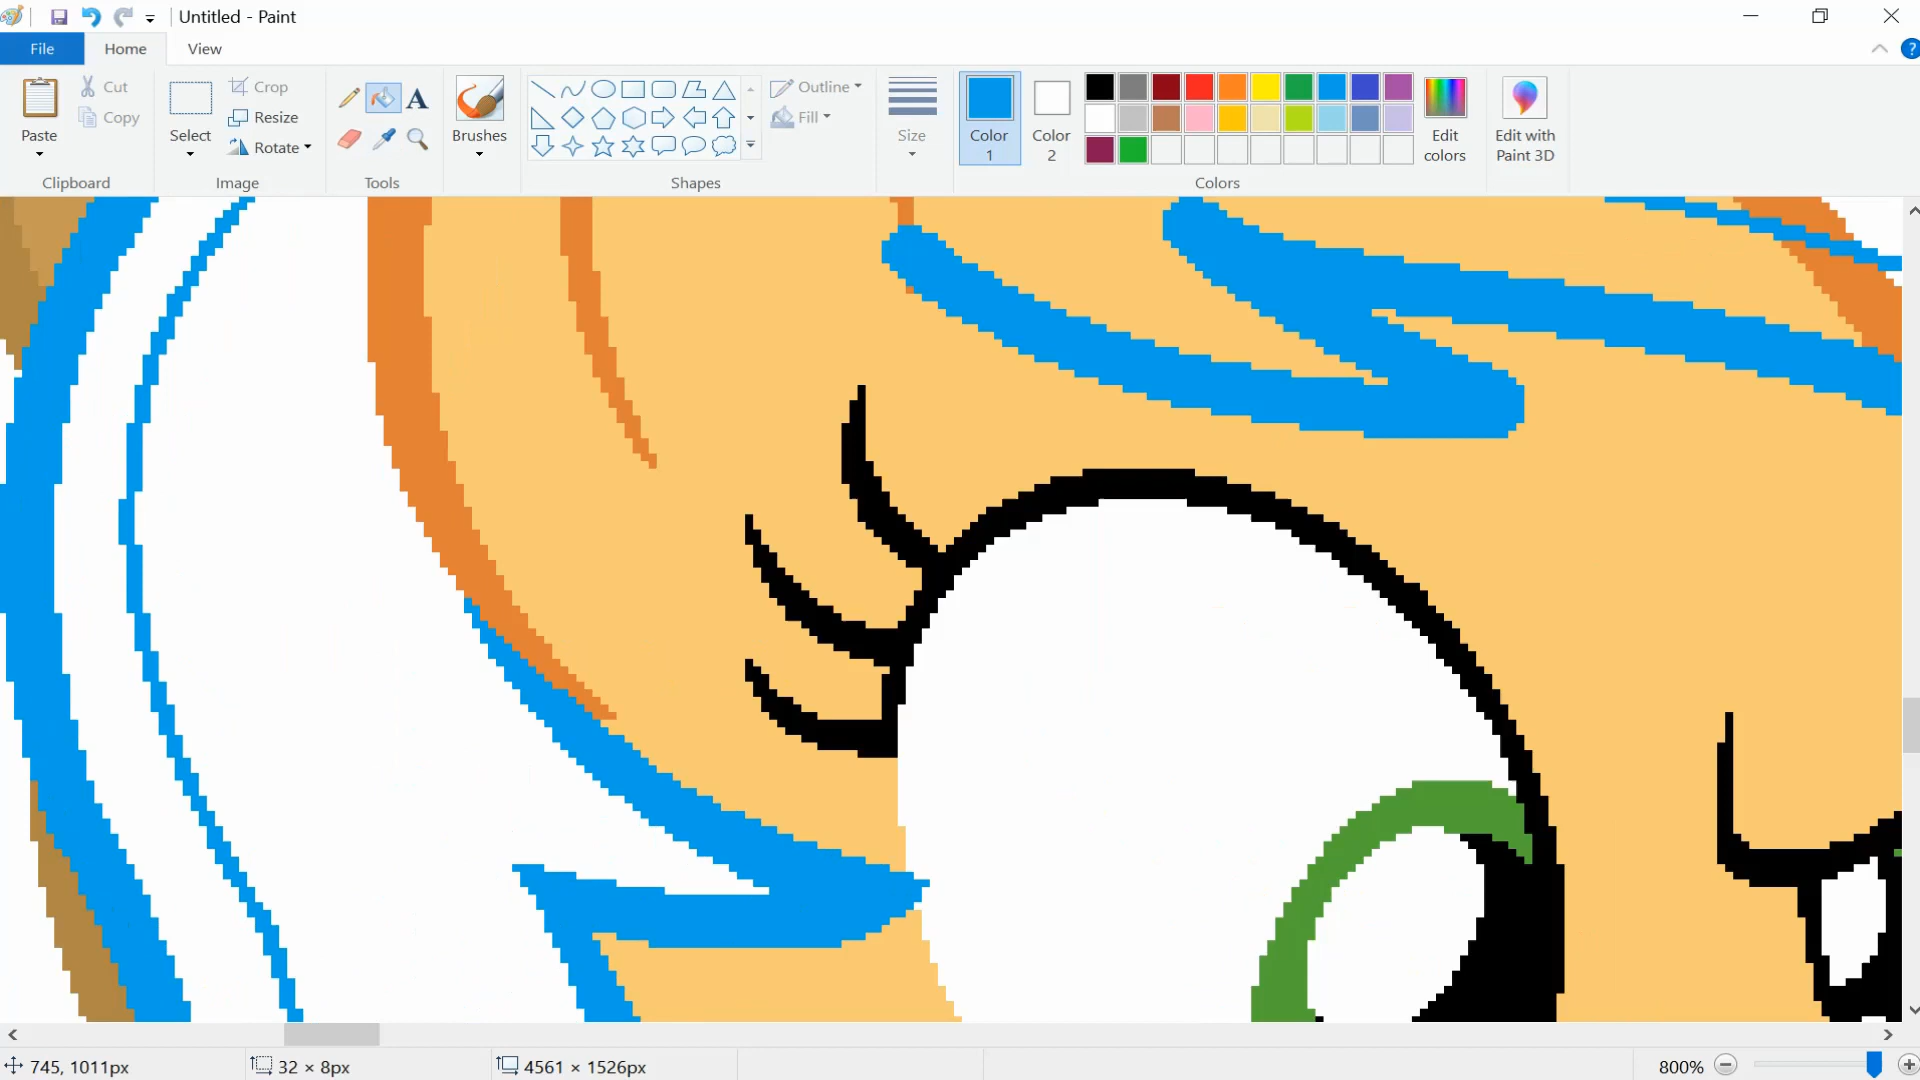 Untitled - Paint
File
Home
View
?
Paste
Cut
Copy
Clipboard
Select
Crop
Resize
Rotate
Image
A
Tools
Brushes
Outline
Fill
Shapes
Size
Color
1
Color
2
Edit
colors
Colors
Edit with
Paint 3D
745, 1011px
32 × 8px
4561 × 1526px
800%